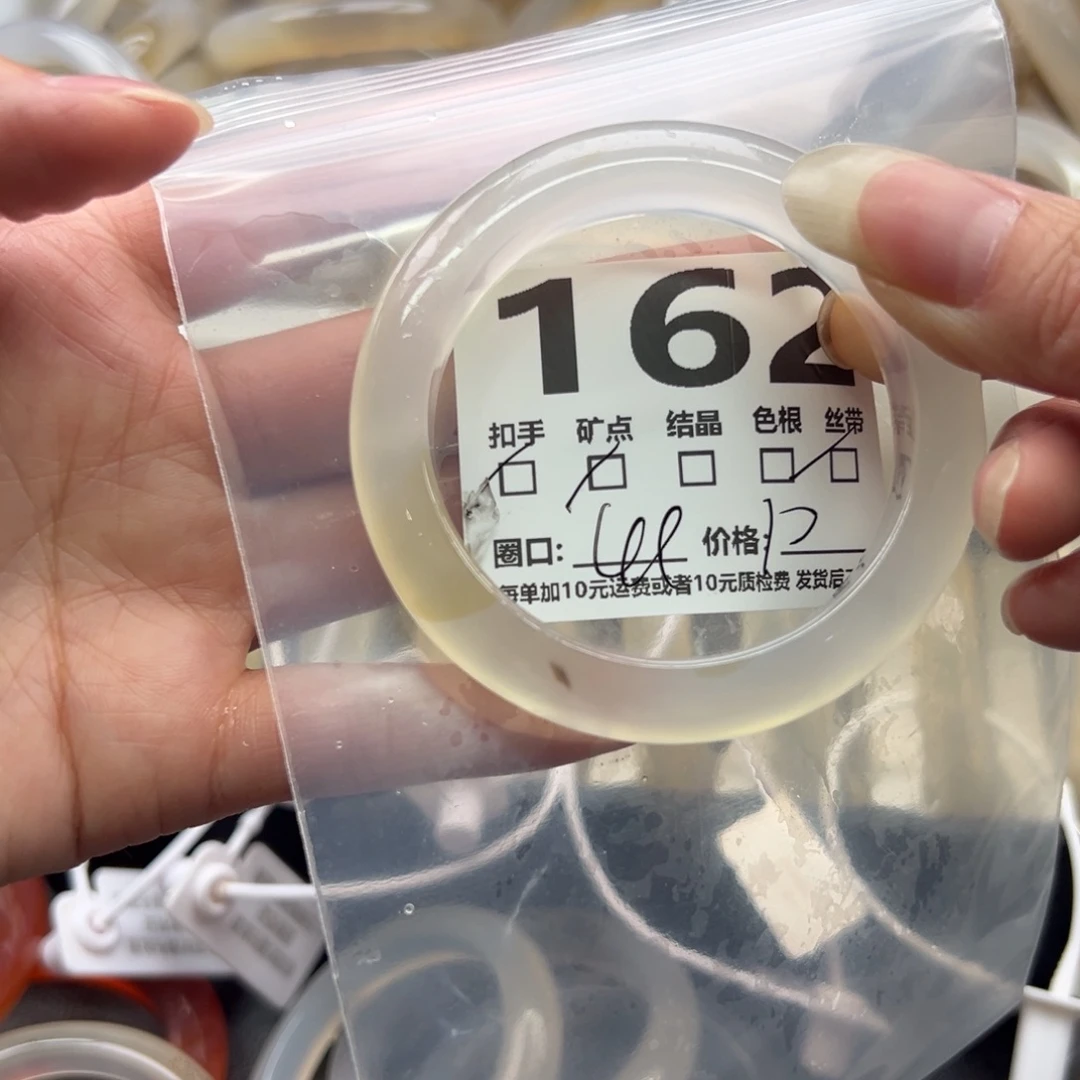 162
扣手 矿点 结晶 色根 丝带
圈口: 价格:
每单加10元运费或者10元质检费 发货后